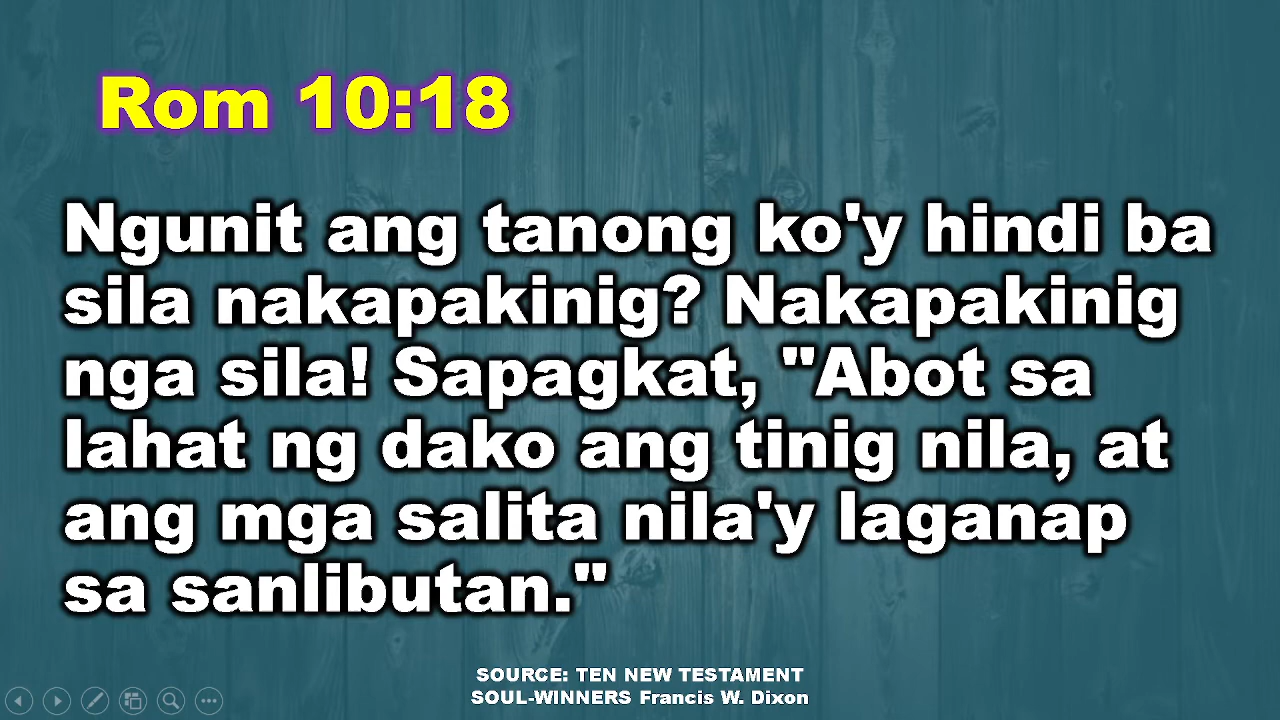 Rom 10:18
Ngunit ang tanong ko'y hindi ba
sila nakapakinig? Nakapakinig
nga sila! Sapagkat, "Abot sa
lahat ng dako ang tinig nila, at
ang mga salita nila'y laganap
sa sanlibutan."
SOURCE: TEN NEW TESTAMENT
SOUL-WINNERS Francis W. Dixon